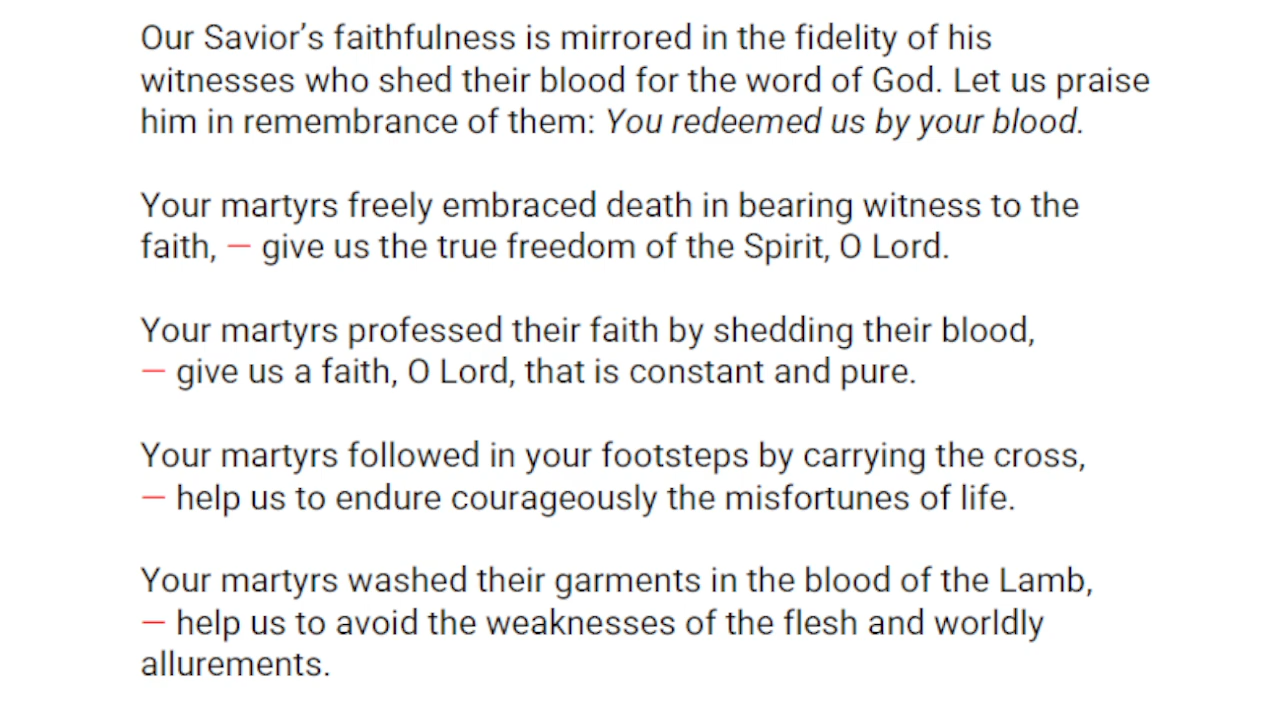 Our Savior’s faithfulness is mirrored in the fidelity of his
witnesses who shed their blood for the word of God. Let us praise
him in remembrance of them: You redeemed us by your blood.
Your martyrs freely embraced death in bearing witness to the
faith, — give us the true freedom of the Spirit, O Lord.
Your martyrs professed their faith by shedding their blood,
— give us a faith, O Lord, that is constant and pure.
Your martyrs followed in your footsteps by carrying the cross,
— help us to endure courageously the misfortunes of life.
Your martyrs washed their garments in the blood of the Lamb,
— help us to avoid the weaknesses of the flesh and worldly
allurements.